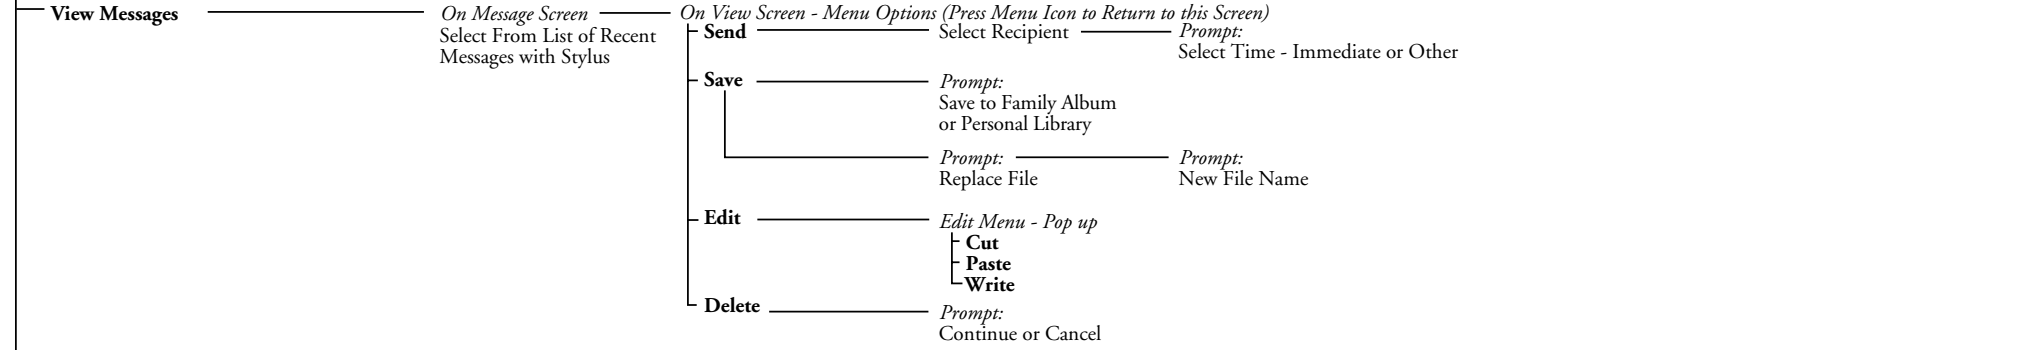 View Messages
On Message Screen
Select From List of Recent
Messages with Stylus
On View Screen - Menu Options (Press Menu Icon to Return to this Screen)
Send
Select Recipient
Prompt:
Select Time - Immediate or Other
Save
Prompt:
Save to Family Album
or Personal Library
Prompt:
Replace File
Prompt:
New File Name
Edit
Edit Menu - Pop up
Cut
Paste
Write
Delete
Prompt:
Continue or Cancel